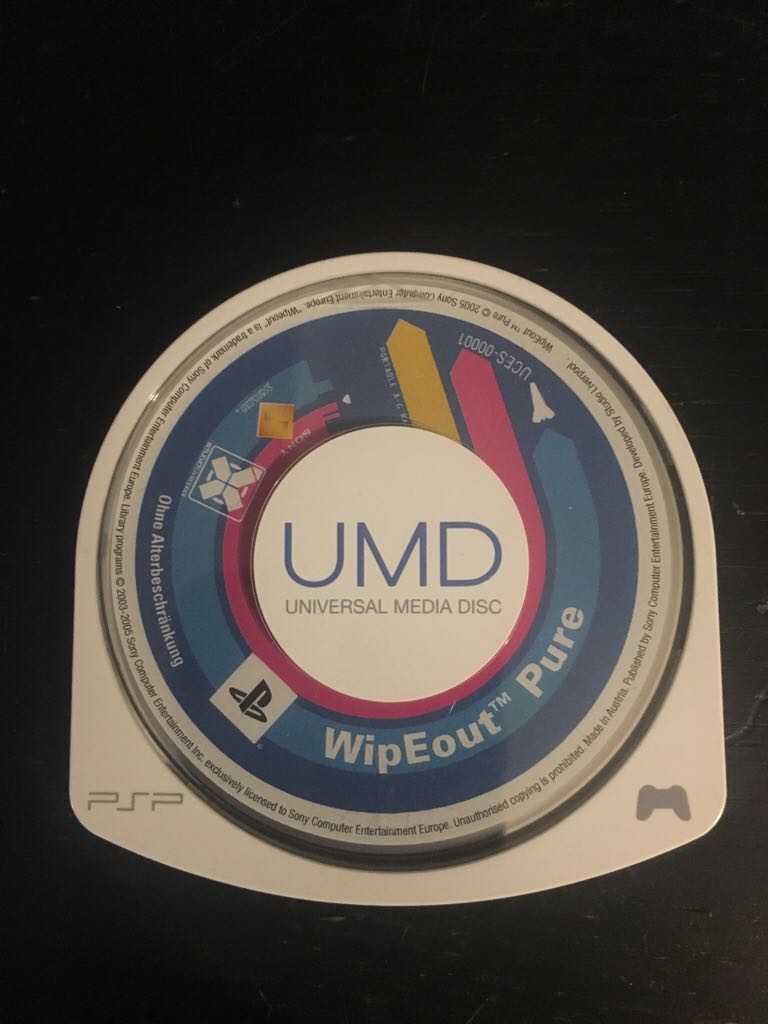 UMD
UNIVERSAL MEDIA DISC
WipEout™ Pure
UCES-00001
PORTABLE A-G
SONY
Ohne Altersbeschränkung
WipEout™ Pure © 2005 Sony Computer Entertainment Europe. "Wipeout" is a trademark of Sony Computer Entertainment Europe. Library programs © 2003-2005 Sony Computer Entertainment Inc. exclusively licensed to Sony Computer Entertainment Europe. Unauthorised copying is prohibited. Made in Austria. Published by Sony Computer Entertainment Europe. Developed by Studio Liverpool.
PSP